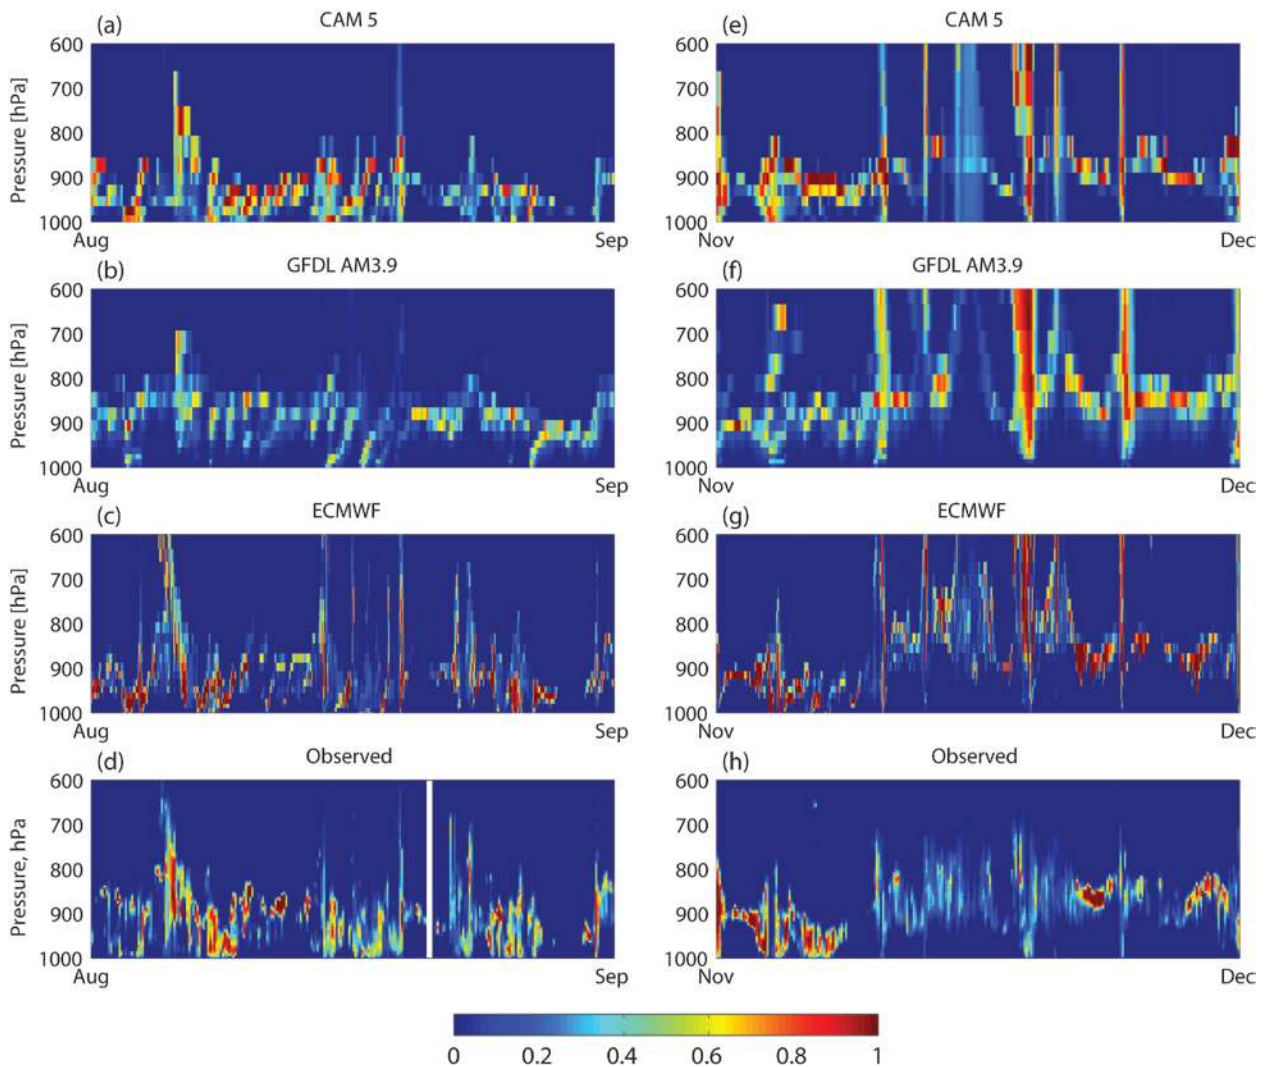 (a) CAM 5
(e) CAM 5
Pressure [hPa]
600
700
800
900
1000
Aug Sep
600
700
800
900
1000
Nov Dec
(b) GFDL AM3.9
(f) GFDL AM3.9
Pressure [hPa]
600
700
800
900
1000
Aug Sep
600
700
800
900
1000
Nov Dec
(c) ECMWF
(g) ECMWF
Pressure [hPa]
600
700
800
900
1000
Aug Sep
600
700
800
900
1000
Nov Dec
(d) Observed
(h) Observed
Pressure, hPa
600
700
800
900
1000
Aug Sep
600
700
800
900
1000
Nov Dec
0 0.2 0.4 0.6 0.8 1